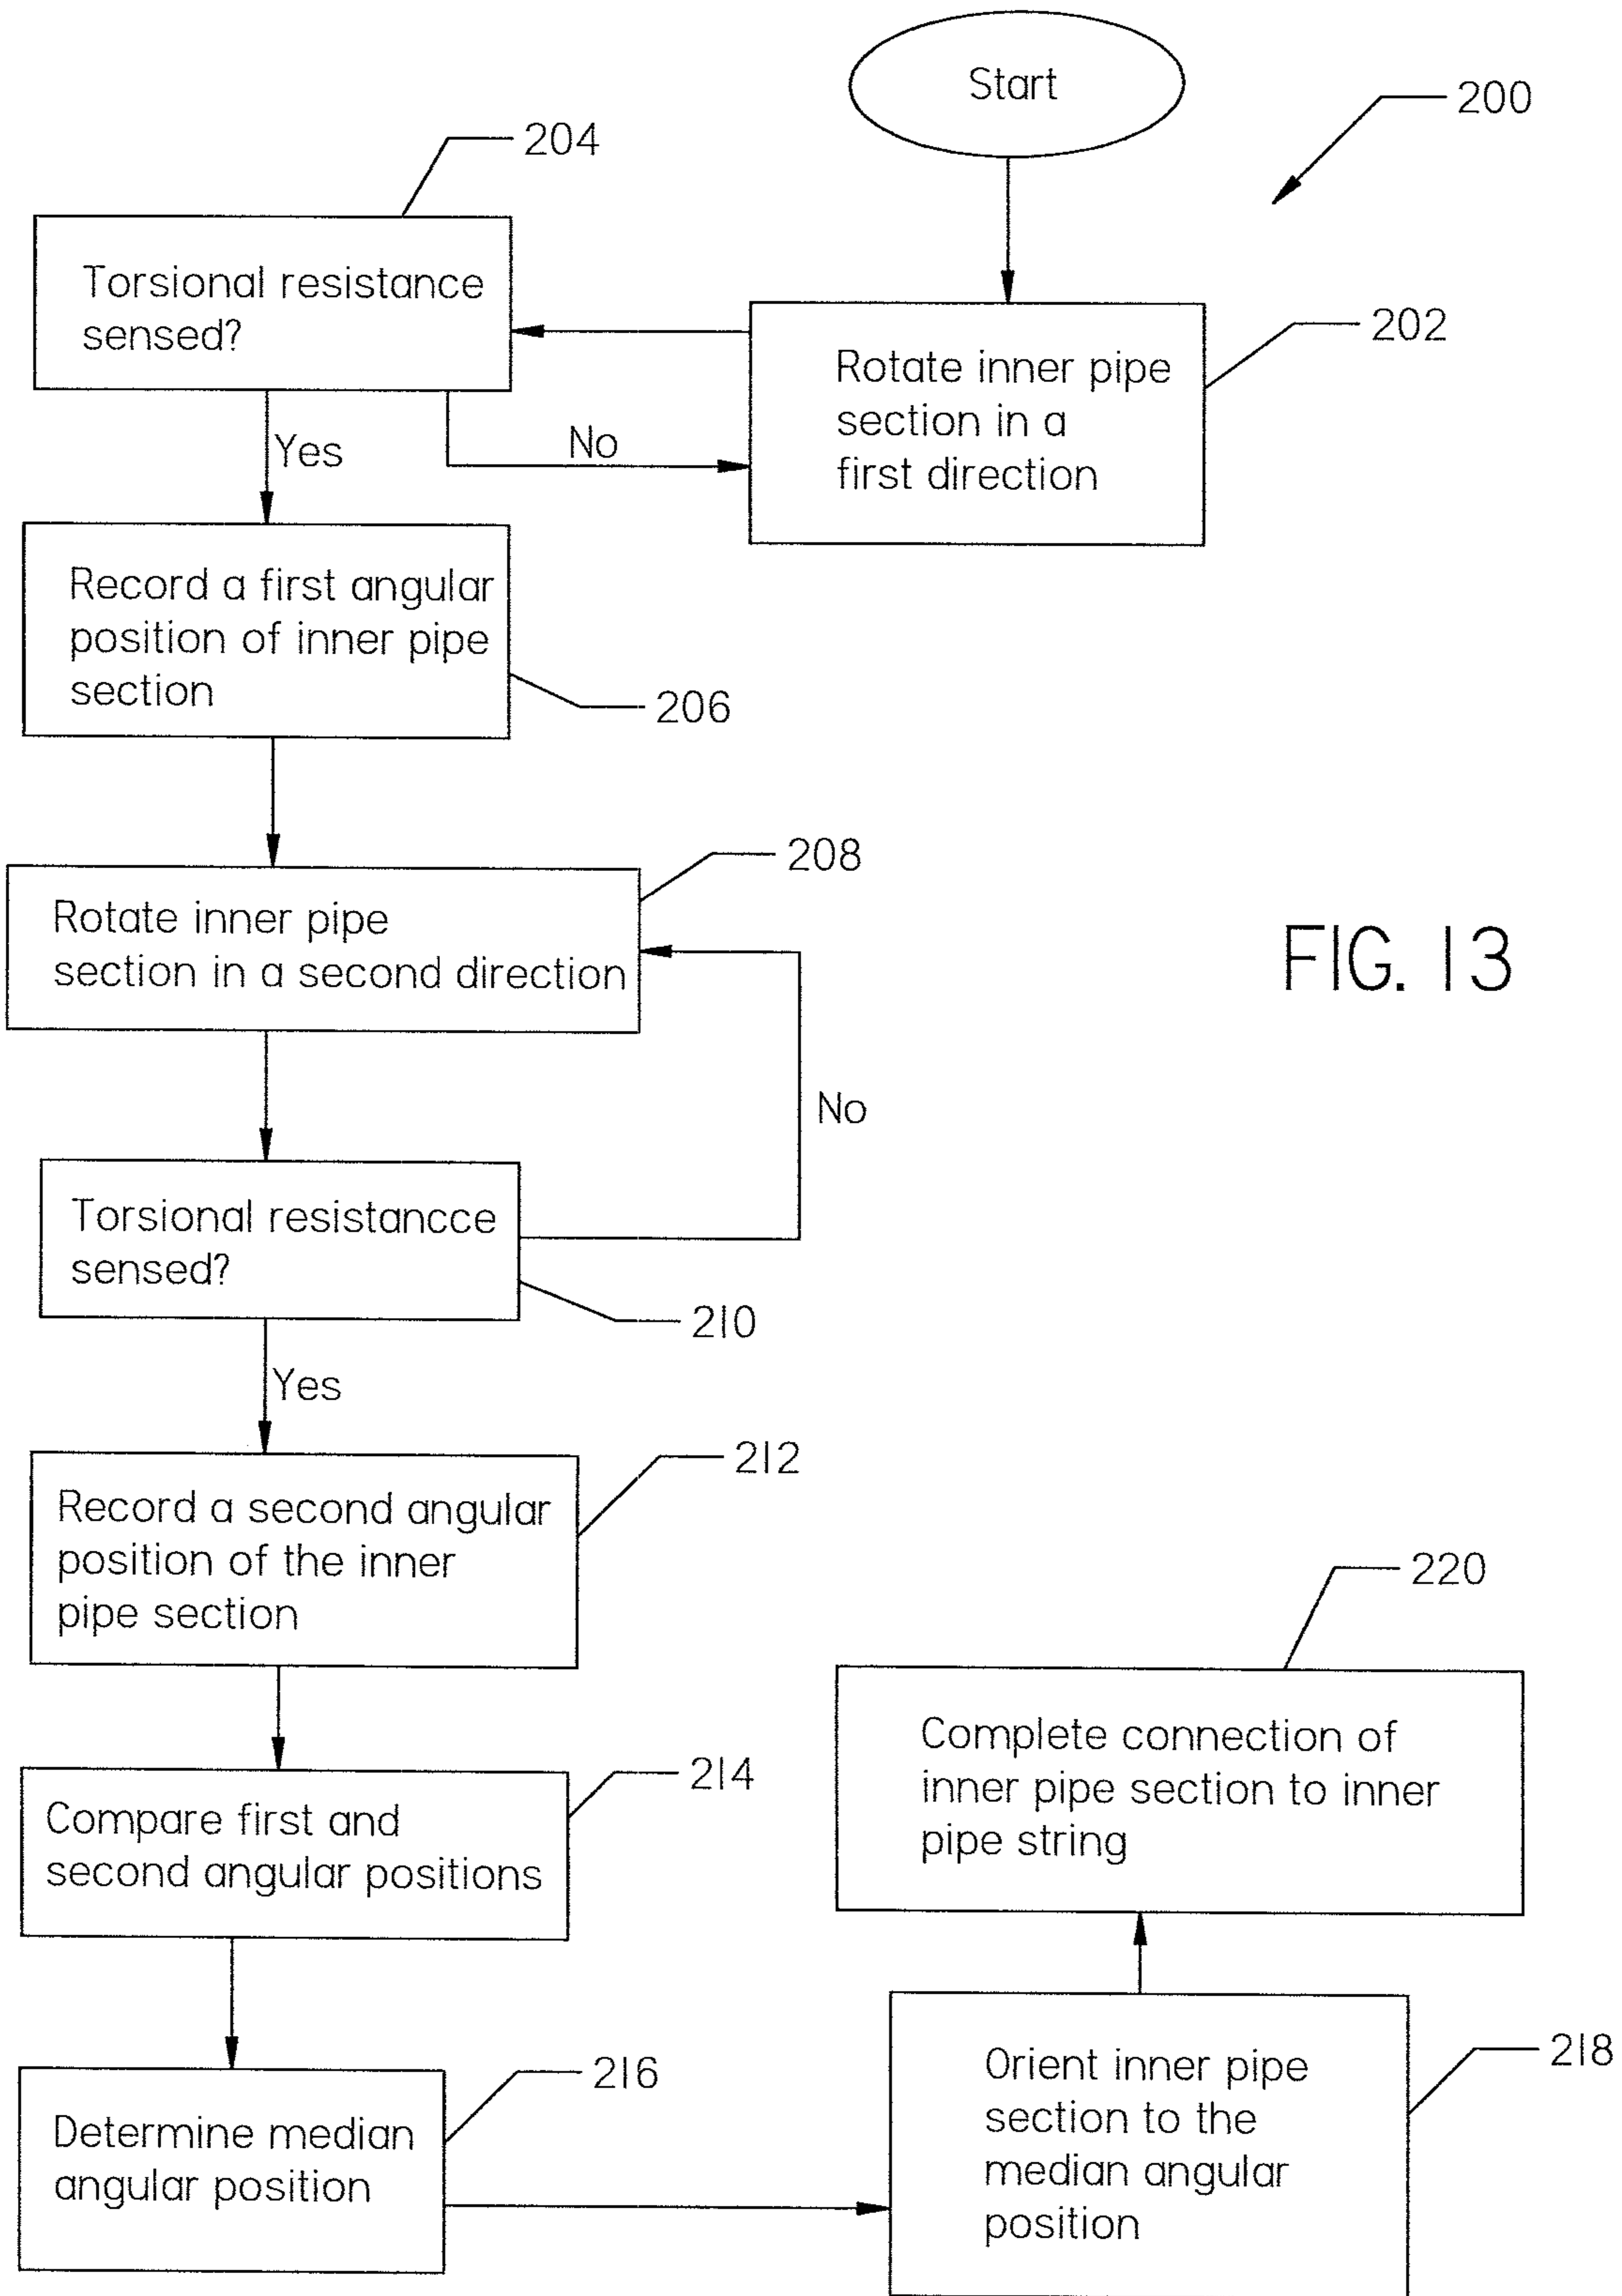 Start
200
204
Torsional resistance
sensed?
202
Rotate inner pipe
section in a
first direction
Yes
No
Record a first angular
position of inner pipe
section
206
208
Rotate inner pipe
section in a second direction
FIG. 13
No
Torsional resistancce
sensed?
210
Yes
212
Record a second angular
position of the inner
pipe section
214
Compare first and
second angular positions
216
Determine median
angular position
218
Orient inner pipe
section to the
median angular
position
220
Complete connection of
inner pipe section to inner
pipe string